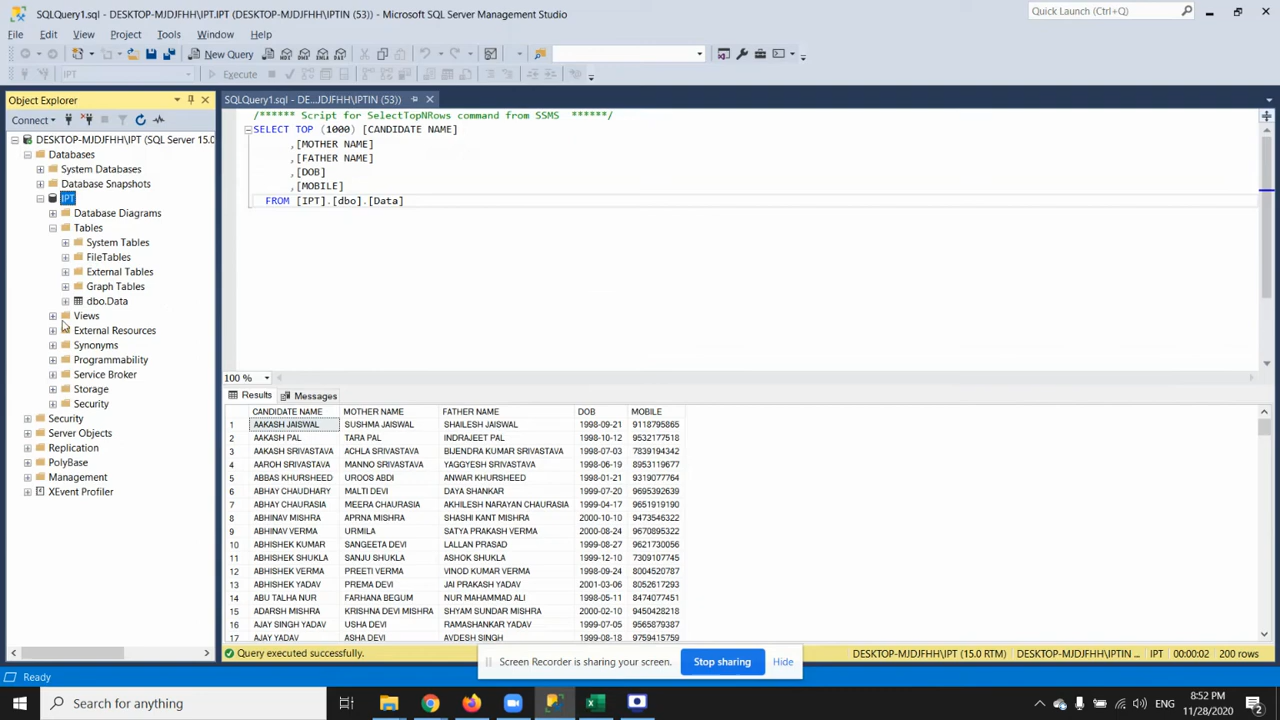 SQLQuery1.sql - DESKTOP-MJDJFHH\IPT.IPT (DESKTOP-MJDJFHH\IPTIN (53)) - Microsoft SQL Server Management Studio
Quick Launch (Ctrl+Q)
File Edit View Project Tools Window Help
New Query
IPT Execute
Object Explorer
SQLQuery1.sql - DE...JDJFHH\IPTIN (53))
Connect
DESKTOP-MJDJFHH\IPT (SQL Server 15.0
Databases
System Databases
Database Snapshots
IPT
Database Diagrams
Tables
System Tables
FileTables
External Tables
Graph Tables
dbo.Data
Views
External Resources
Synonyms
Programmability
Service Broker
Storage
Security
Security
Server Objects
Replication
PolyBase
Management
XEvent Profiler
/****** Script for SelectTopNRows command from SSMS ******/
SELECT TOP (1000) [CANDIDATE NAME]
,[MOTHER NAME]
,[FATHER NAME]
,[DOB]
,[MOBILE]
FROM [IPT].[dbo].[Data]
100 %
Results Messages
CANDIDATE NAME MOTHER NAME FATHER NAME DOB MOBILE
1 AAKASH JAISWAL SUSHMA JAISWAL SHAILESH JAISWAL 1998-09-21 9118795865
2 AAKASH PAL TARA PAL INDRAJEET PAL 1998-10-12 9532177518
3 AAKASH SRIVASTAVA ACHLA SRIVASTAVA BIJENDRA KUMAR SRIVASTAVA 1998-07-03 7839194342
4 AAROH SRIVASTAV MANNO SRIVASTAV YAGGYESH SRIVASTAV 1998-06-19 8953119677
5 ABBAS KHURSHEED UROOS ABDI ANWAR KHURSHEED 1998-01-21 9319077764
6 ABHAY CHAUDHARY MALTI DEVI DAYA SHANKAR 1999-07-20 9695392639
7 ABHAY CHAURASIA MEERA CHAURASIA AKHILESH NARAYAN CHAURASIA 1999-04-17 9651919190
8 ABHINAV MISHRA APRNA MISHRA SHASHI KANT MISHRA 2000-10-10 9473546322
9 ABHINAV VERMA URMILA SATYA PRAKASH VERMA 2000-08-24 9670895322
10 ABHISHEK KUMAR SANGEETA DEVI LALLAN PRASAD 1999-08-27 9621730056
11 ABHISHEK SHUKLA SANJU SHUKLA ASHOK SHUKLA 1999-12-10 7309107745
12 ABHISHEK VERMA PREETI VERMA VINOD KUMAR VERMA 1998-09-24 8004520787
13 ABHISHEK YADAV PREMA DEVI JAI PRAKASH YADAV 2001-03-06 8052617293
14 ABU TALHA NUR FARHANA BEGUM NUR MAHAMMAD ALI 1998-05-11 8474077451
15 ADARSH MISHRA KRISHNA DEVI MISHRA SHYAM SUNDAR MISHRA 2000-02-10 9450428218
16 AJAY SINGH YADAV USHA DEVI RAMASHANKAR YADAV 1999-07-05 9565879387
17 AJAY YADAV ASHA DEVI AVDESH SINGH 1999-08-18 9759415759
Query executed successfully.
DESKTOP-MJDJFHH\IPT (15.0 RTM) DESKTOP-MJDJFHH\IPTIN ... IPT 00:00:02 200 rows
Screen Recorder is sharing your screen. Stop sharing Hide
Ready
Search for anything
ENG
8:52 PM
11/28/2020
2